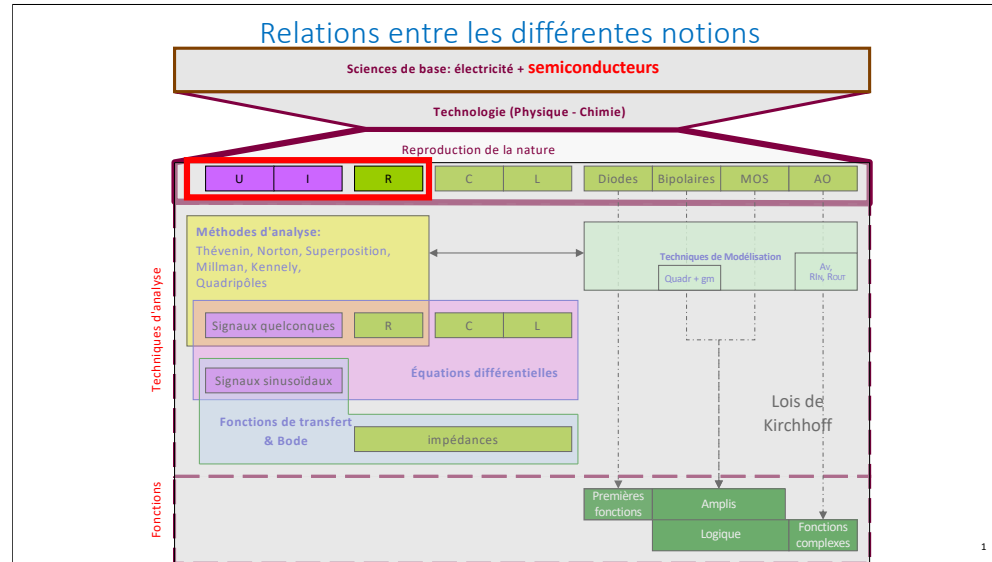 Relations entre les différentes notions
Sciences de base: électricité + semiconducteurs
Technologie (Physique - Chimie)
Reproduction de la nature
U I R C L Diodes Bipolaires MOS AO
Méthodes d'analyse:
Thévenin, Norton, Superposition,
Millman, Kennely,
Quadripôles
Techniques de Modélisation
Quadr + gm
Av,
RIN, ROUT
Techniques d'analyse
Signaux quelconques R C L
Signaux sinusoïdaux
Équations différentielles
Lois de
Kirchhoff
Fonctions de transfert
& Bode
impédances
Fonctions
Premières
fonctions
Amplis
Logique
Fonctions
complexes
1